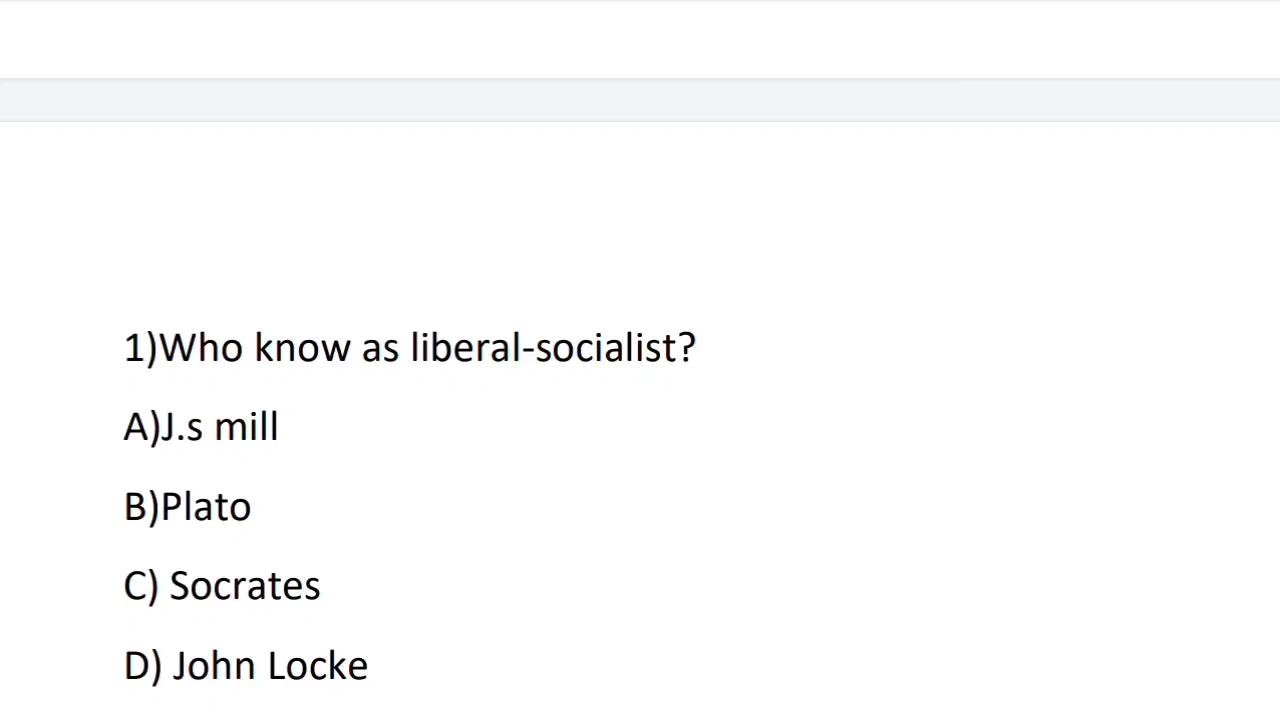 1)Who know as liberal-socialist?
A)J.s mill
B)Plato
C) Socrates
D) John Locke